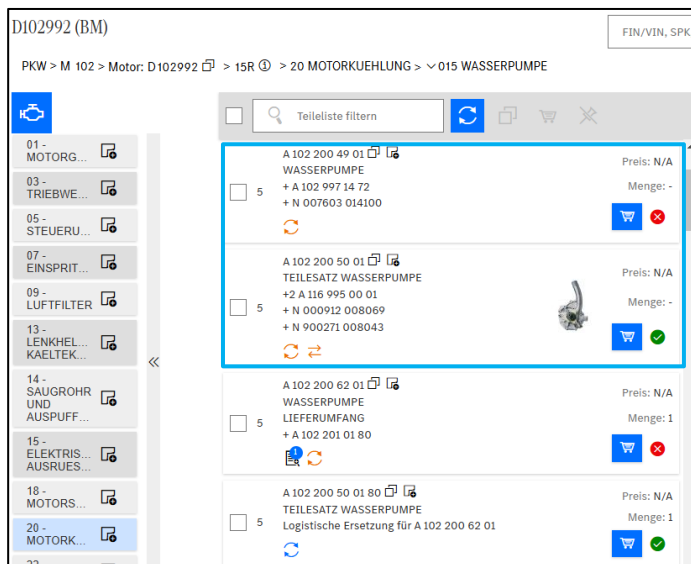 D102992 (BM)
FIN/VIN, SPK
PKW > M 102 > Motor: D102992 > 15R ① > 20 MOTORKUEHLUNG > 015 WASSERPUMPE
Teileliste filtern
01 -
MOTORG...
03 -
TRIEBWE...
05 -
STEUERU...
07 -
EINSPRIT...
09 -
LUFTFILTER
13 -
LENKHEL...
KAELTEK...
14 -
SAUGROHR
UND
AUSPUFF...
15 -
ELEKTRIS...
AUSRUES...
18 -
MOTORS...
20 -
MOTORK...
«
A 102 200 49 01
WASSERPUMPE
5
+ A 102 997 14 72
+ N 007603 014100
Preis: N/A
Menge: -
A 102 200 50 01
TEILESATZ WASSERPUMPE
+2 A 116 995 00 01
5
+ N 000912 008069
+ N 900271 008043
Preis: N/A
Menge: -
A 102 200 62 01
WASSERPUMPE
LIEFERUMFANG
5
+ A 102 201 01 80
1
Preis: N/A
Menge: 1
A 102 200 50 01 80
TEILESATZ WASSERPUMPE
5
Logistische Ersetzung für A 102 200 62 01
Preis: N/A
Menge: 1